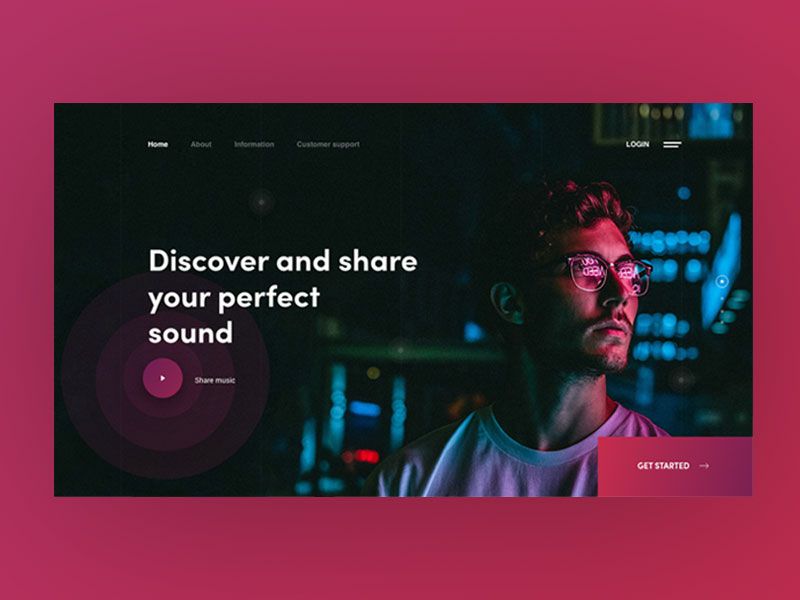 Home About Information Customer support LOGIN
Discover and share
your perfect
sound
Share music
GET STARTED